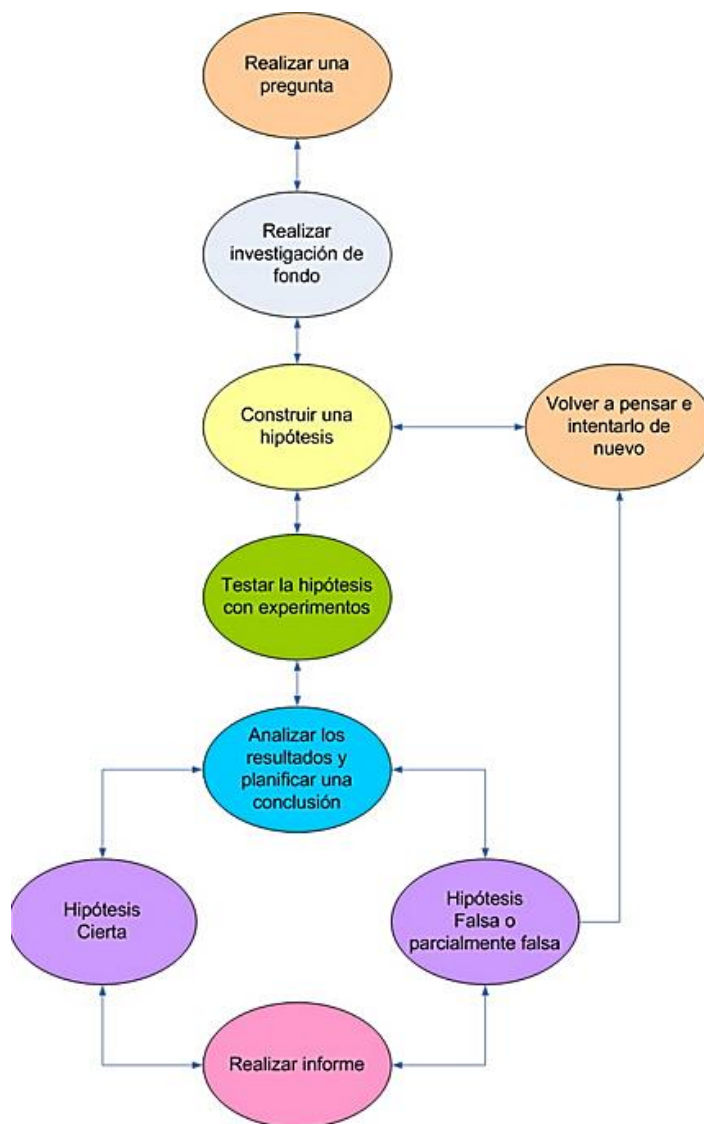 Realizar una
pregunta
Realizar
investigación de
fondo
Construir una
hipótesis
Volver a pensar e
intentarlo de
nuevo
Testar la hipótesis
con experimentos
Analizar los
resultados y
planificar una
conclusión
Hipótesis
Cierta
Hipótesis
Falsa o
parcialmente falsa
Realizar informe